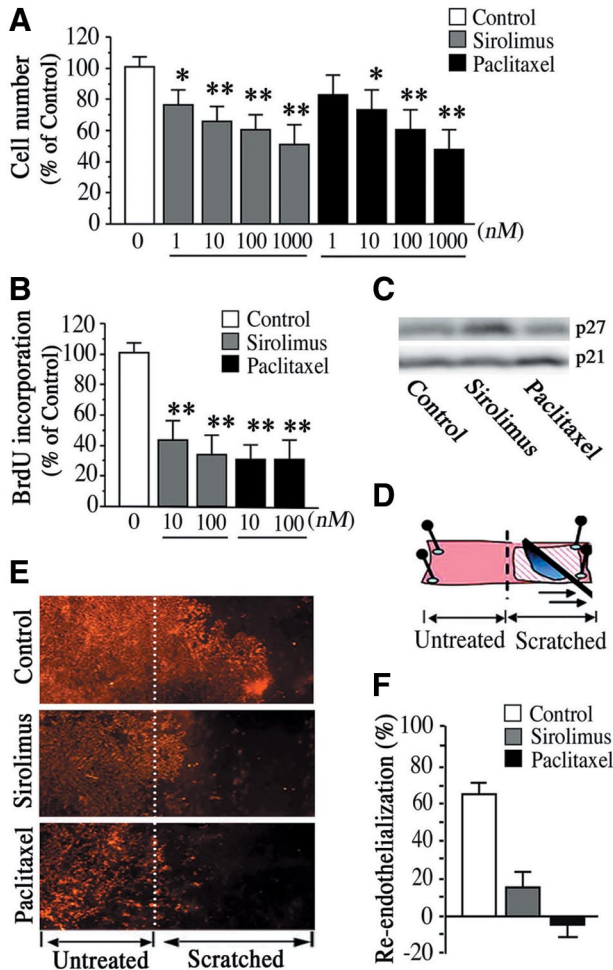 A
Cell number
(% of Control)
120
100
80
60
40
20
0
Control
Sirolimus
Paclitaxel
* ** ** ** * ** **
0 1 10 100 1000 1 10 100 1000 (nM)
B
BrdU incorporation
(% of Control)
120
100
80
60
40
20
0
Control
Sirolimus
Paclitaxel
** ** ** **
0 10 100 10 100 (nM)
C
p27
p21
Control Sirolimus Paclitaxel
D
Untreated Scratched
E
Control
Sirolimus
Paclitaxel
Untreated Scratched
F
Re-endothelialization (%)
100
80
60
40
20
0
-20
Control
Sirolimus
Paclitaxel